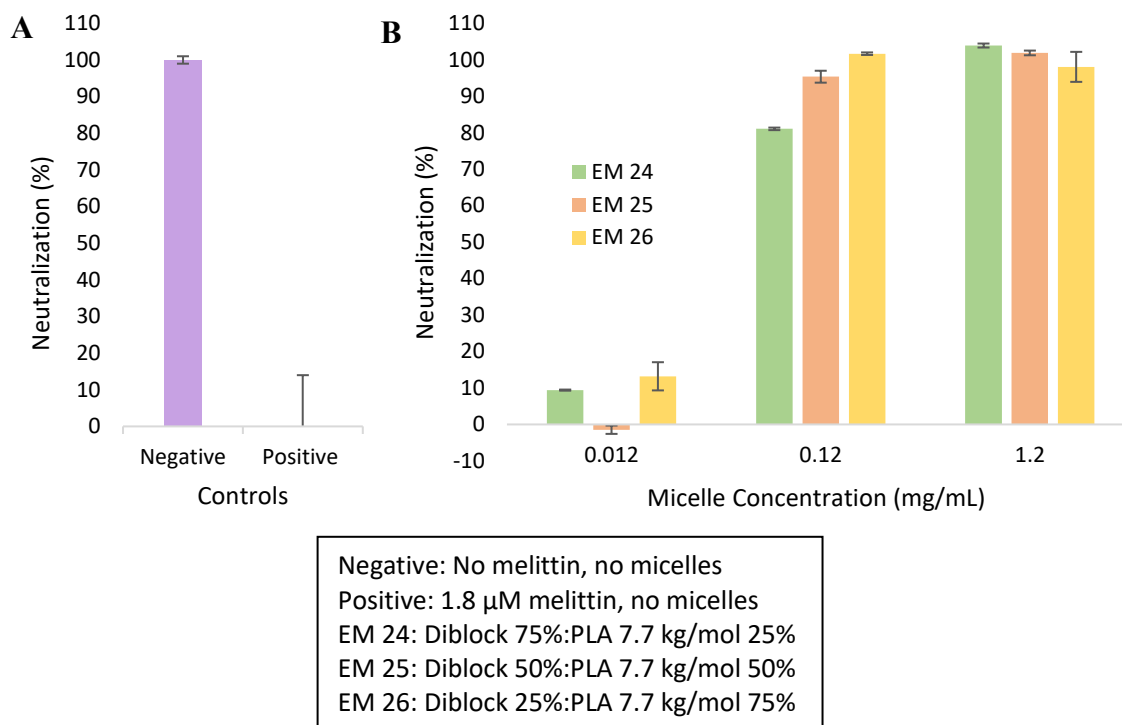 A
Neutralization (%)
110
100
90
80
70
60
50
40
30
20
10
0
Negative Positive
Controls
B
Neutralization (%)
110
100
90
80
70
60
50
40
30
20
10
0
-10
EM 24
EM 25
EM 26
0.012 0.12 1.2
Micelle Concentration (mg/mL)
Negative: No melittin, no micelles
Positive: 1.8 µM melittin, no micelles
EM 24: Diblock 75%:PLA 7.7 kg/mol 25%
EM 25: Diblock 50%:PLA 7.7 kg/mol 50%
EM 26: Diblock 25%:PLA 7.7 kg/mol 75%